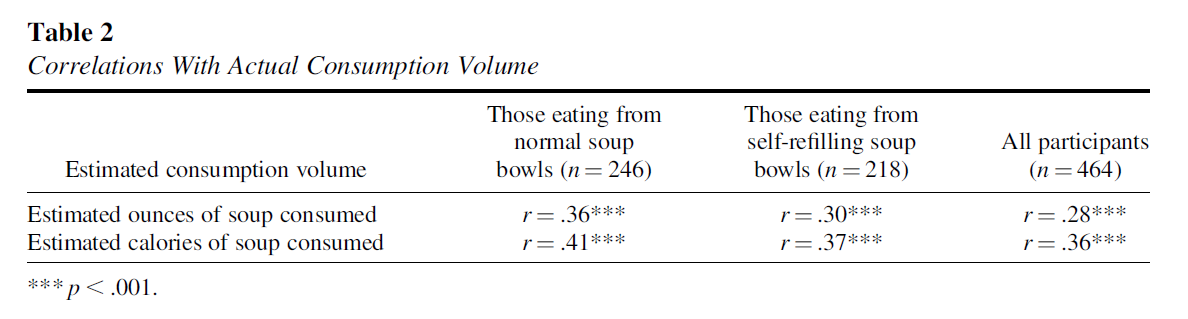 Table 2
Correlations With Actual Consumption Volume
Estimated consumption volume Those eating from normal soup bowls (n = 246) Those eating from self-refilling soup bowls (n = 218) All participants (n = 464)
Estimated ounces of soup consumed r = .36*** r = .30*** r = .28***
Estimated calories of soup consumed r = .41*** r = .37*** r = .36***
*** p < .001.